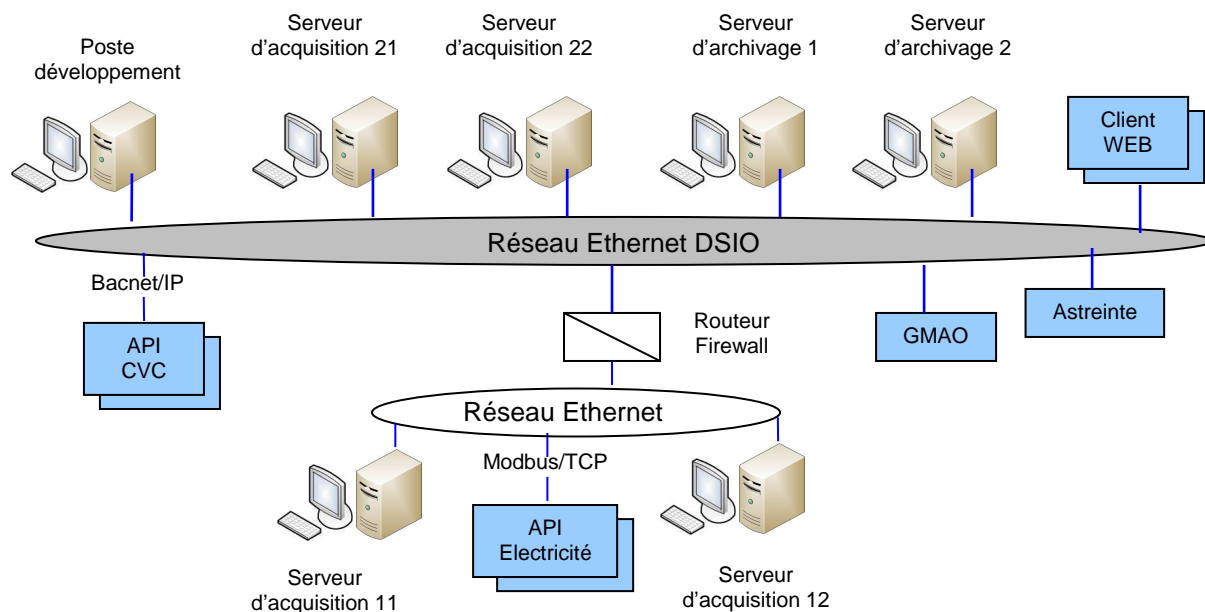 Poste
développement
Serveur
d'acquisition 21
Serveur
d'acquisition 22
Serveur
d'archivage 1
Serveur
d'archivage 2
Client
WEB
Réseau Ethernet DSIO
Bacnet/IP
API
CVC
Routeur
Firewall
GMAO
Astreinte
Réseau Ethernet
Modbus/TCP
API
Electricité
Serveur
d'acquisition 11
Serveur
d'acquisition 12